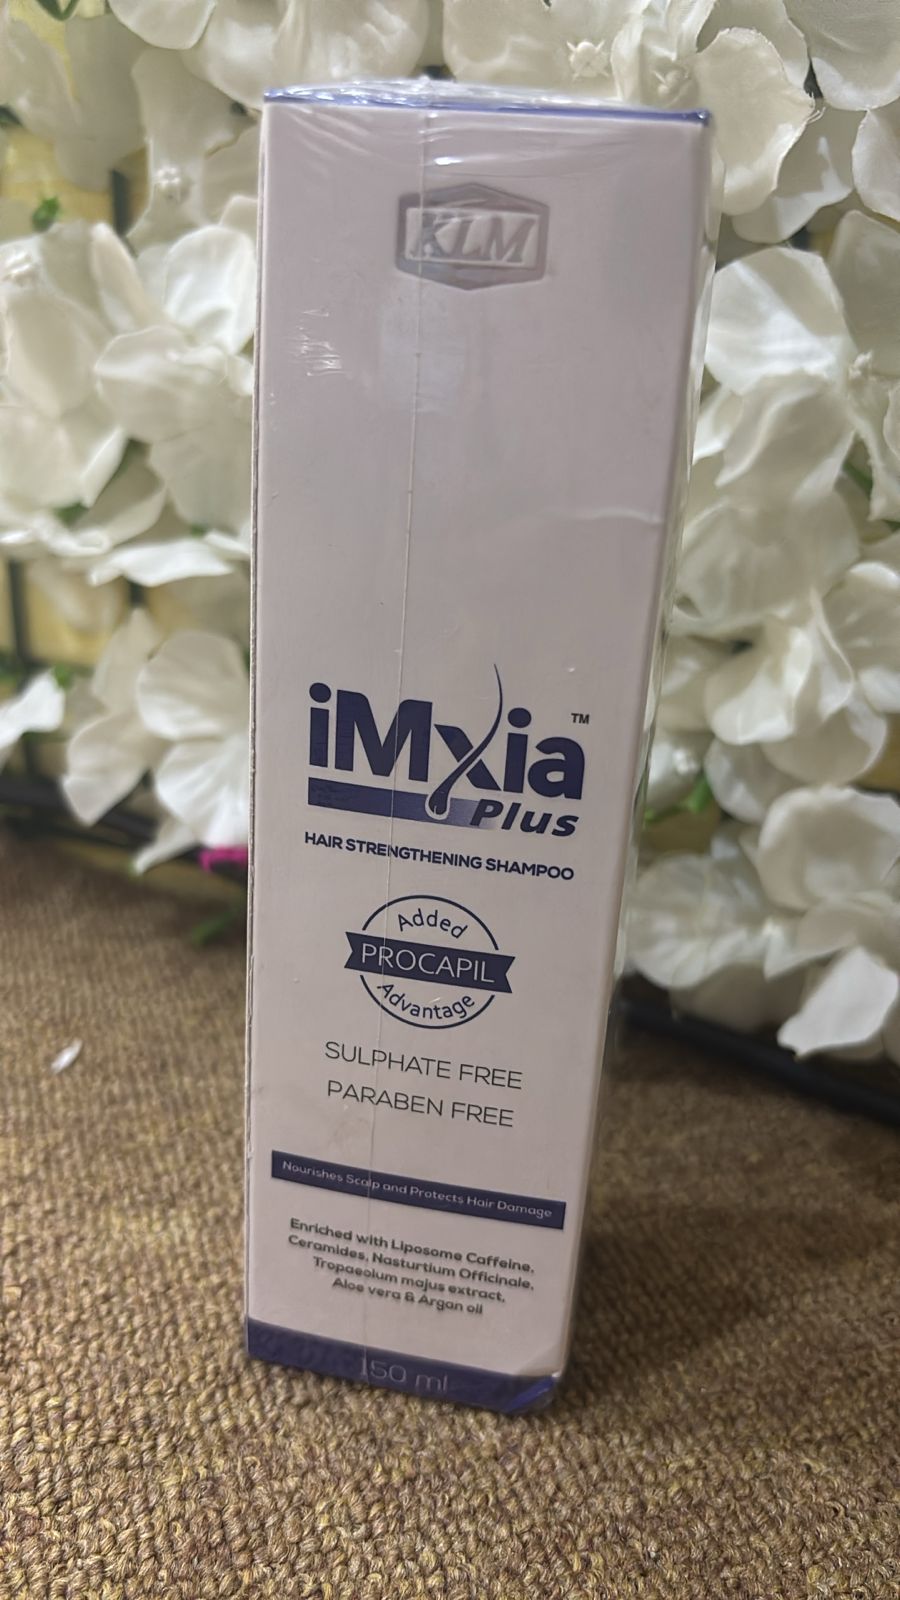 KLM
iMxia™
Plus
HAIR STRENGTHENING SHAMPOO
Added
PROCAPIL
Advantage
SULPHATE FREE
PARABEN FREE
Nourishes Scalp and Protects Hair Damage
Enriched with Liposome Caffeine,
Ceramides, Nasturtium Officinale,
Tropaeolum majus extract,
Aloe vera & Argan oil
150 ml